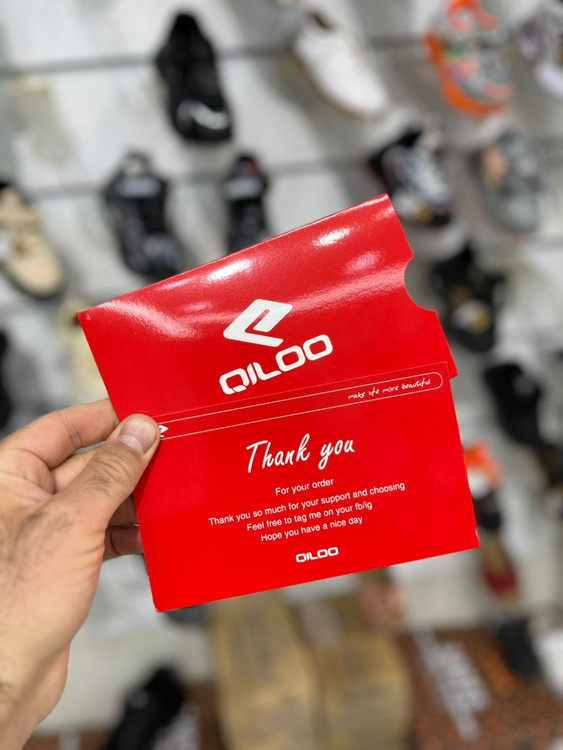 QILOO
make life more beautiful
Thank you
For your order
Thank you so much for your support and choosing
Feel free to tag me on your fb/ig
Hope you have a nice day
QILOO